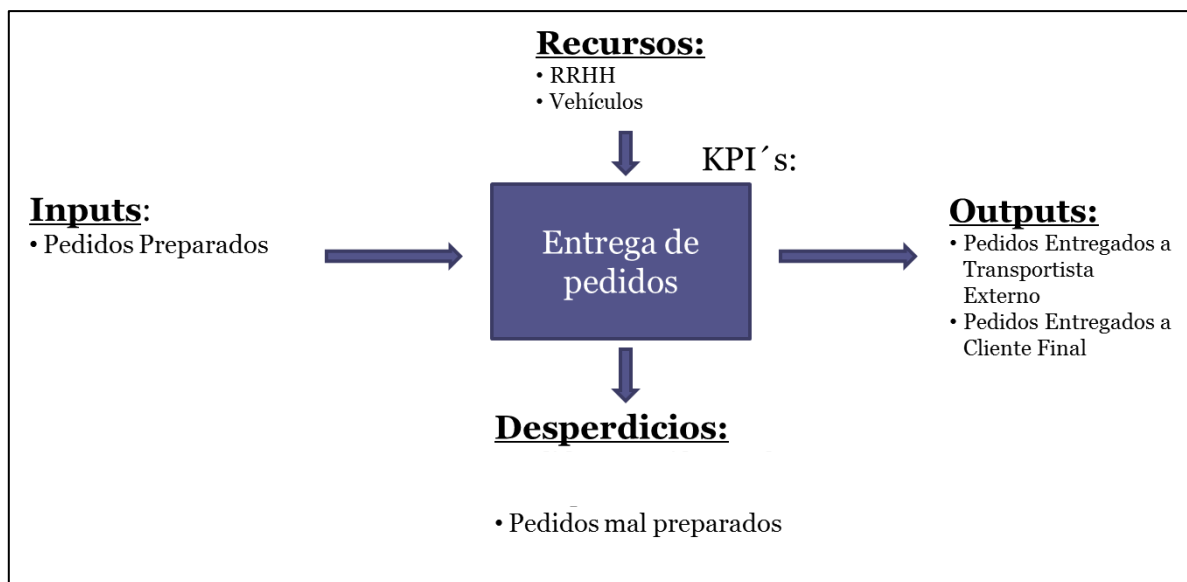 Recursos:
• RRHH
• Vehículos
KPI´s:
Inputs:
• Pedidos Preparados
Entrega de
pedidos
Outputs:
• Pedidos Entregados a
Transportista
Externo
• Pedidos Entregados a
Cliente Final
Desperdicios:
• Pedidos mal preparados